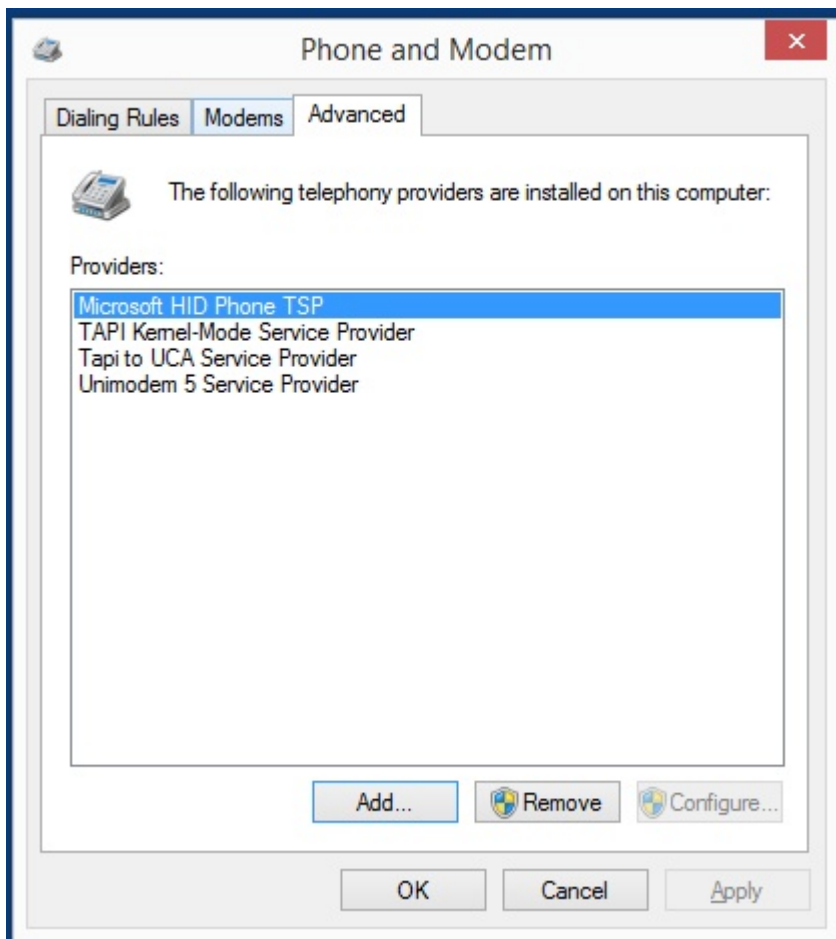 Phone and Modem
Dialing Rules Modems Advanced
The following telephony providers are installed on this computer:
Providers:
Microsoft HID Phone TSP
TAPI Kernel-Mode Service Provider
Tapi to UCA Service Provider
Unimodem 5 Service Provider
Add... Remove Configure...
OK Cancel Apply